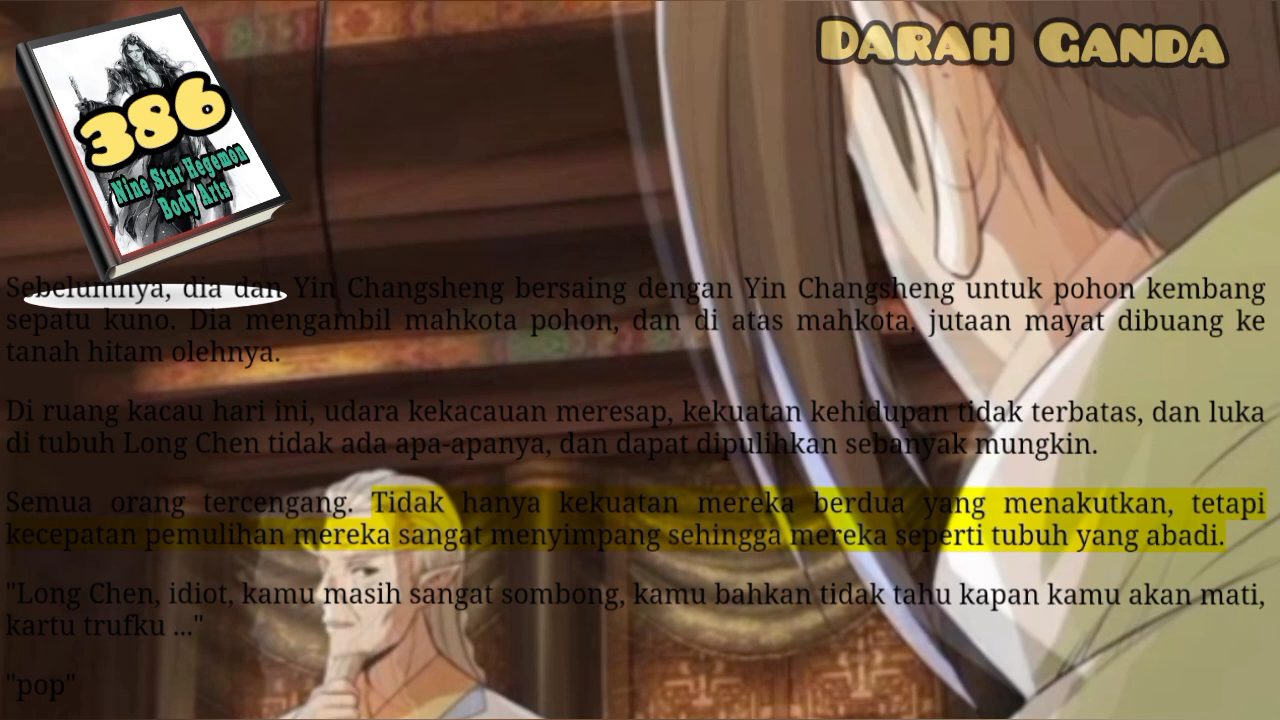 DARAH GANDA
386
Nine Star Hegemon
Body Arts
Sebelumnya, dia dan Yin Changsheng bersaing dengan Yin Changsheng untuk pohon kembang
sepatu kuno. Dia mengambil mahkota pohon, dan di atas mahkota, jutaan mayat dibuang ke
tanah hitam olehnya.
Di ruang kacau hari ini, udara kekacauan meresap, kekuatan kehidupan tidak terbatas, dan luka
di tubuh Long Chen tidak ada apa-apanya, dan dapat dipulihkan sebanyak mungkin.
Semua orang tercengang. Tidak hanya kekuatan mereka berdua yang menakutkan, tetapi
kecepatan pemulihan mereka sangat menyimpang sehingga mereka seperti tubuh yang abadi.
"Long Chen, idiot, kamu masih sangat sombong, kamu bahkan tidak tahu kapan kamu akan mati,
kartu trufku ..."
"pop"